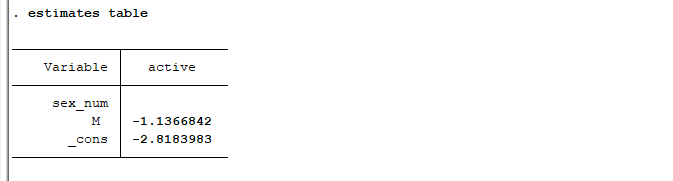 . estimates table
Variable active
sex_num
M -1.1366842
_cons -2.8183983